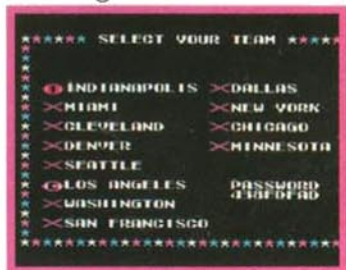 SELECT YOUR TEAM
INDIANAPOLIS DALLAS
MIAMI NEW YORK
CLEVELAND CHICAGO
DENVER MINNESOTA
SEATTLE
LOS ANGELES PASSWORD
WASHINGTON
SAN FRANCISCO